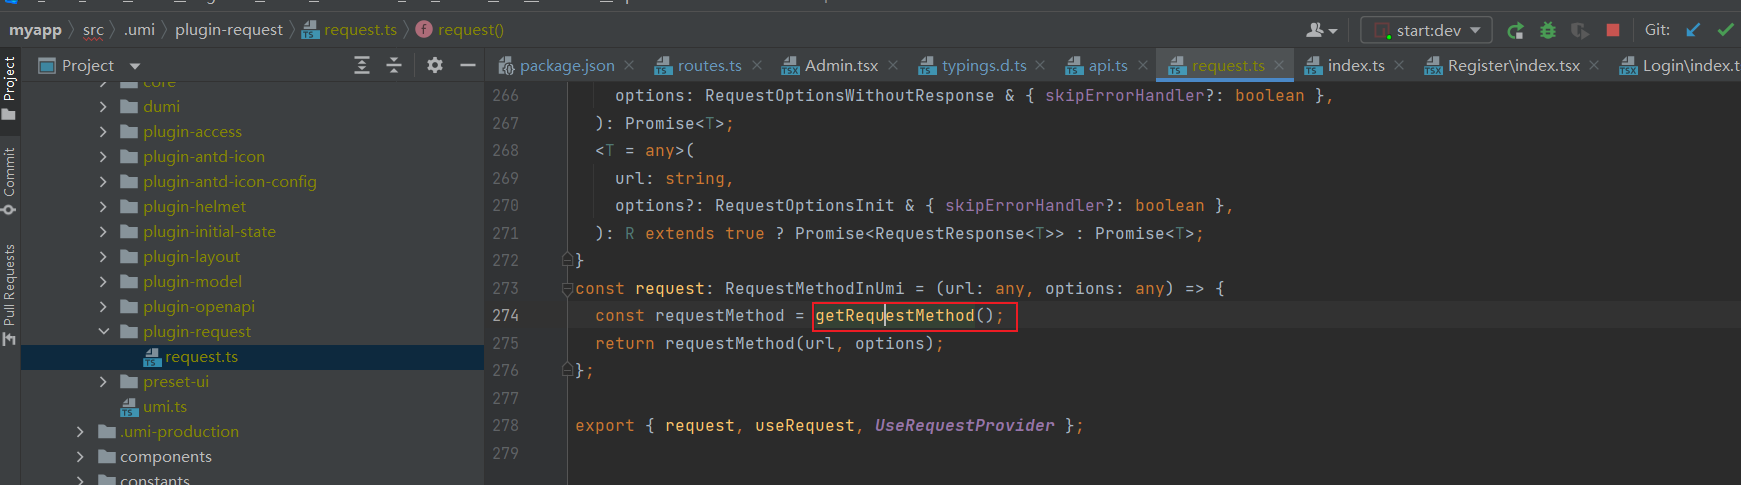 myapp src .umi plugin-request request.ts request() start:dev Git:
Project package.json routes.ts Admin.tsx typings.d.ts api.ts request.ts index.ts Register\index.tsx Login\index.t
Project
Commit
Pull Requests
core
dumi
plugin-access
plugin-antd-icon
plugin-antd-icon-config
plugin-helmet
plugin-initial-state
plugin-layout
plugin-model
plugin-openapi
plugin-request
request.ts
preset-ui
umi.ts
.umi-production
components
constants
266 options: RequestOptionsWithoutResponse & { skipErrorHandler?: boolean },
267 ): Promise<T>;
268 <T = any>(
269 url: string,
270 options?: RequestOptionsInit & { skipErrorHandler?: boolean },
271 ): R extends true ? Promise<RequestResponse<T>> : Promise<T>;
272 }
273 const request: RequestMethodInUmi = (url: any, options: any) => {
274 const requestMethod = getRequestMethod();
275 return requestMethod(url, options);
276 };
277
278 export { request, useRequest, UseRequestProvider };
279